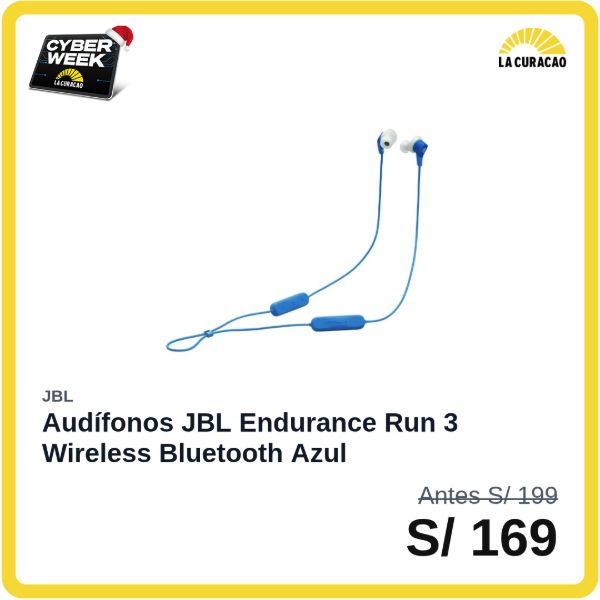 CYBER
WEEK
LA CURACAO
LA CURACAO
JBL
Audífonos JBL Endurance Run 3
Wireless Bluetooth Azul
Antes S/ 199
S/ 169